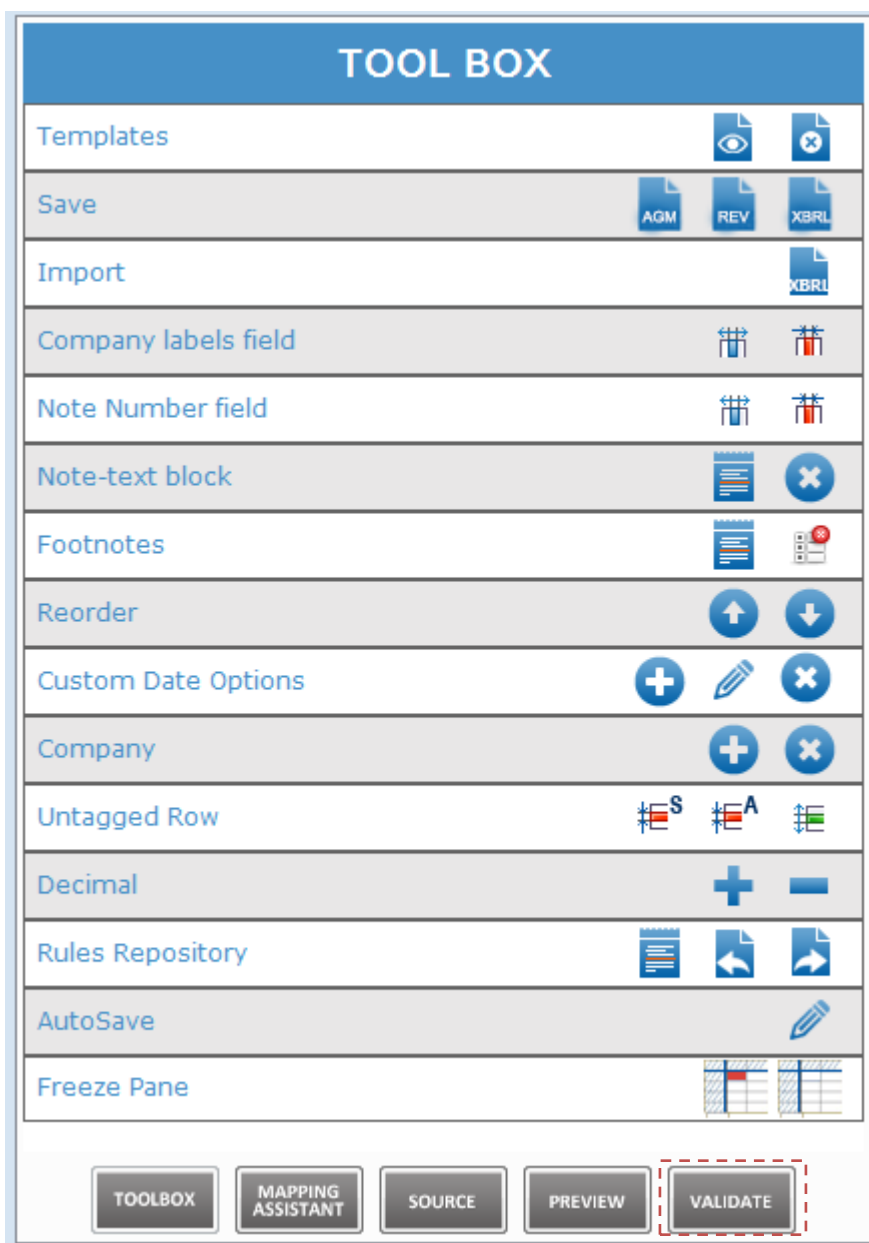 TOOL BOX
Templates
Save AGM REV XBRL
Import XBRL
Company labels field
Note Number field
Note-text block
Footnotes
Reorder
Custom Date Options
Company
Untagged Row S A
Decimal
Rules Repository
AutoSave
Freeze Pane
TOOLBOX MAPPING ASSISTANT SOURCE PREVIEW VALIDATE